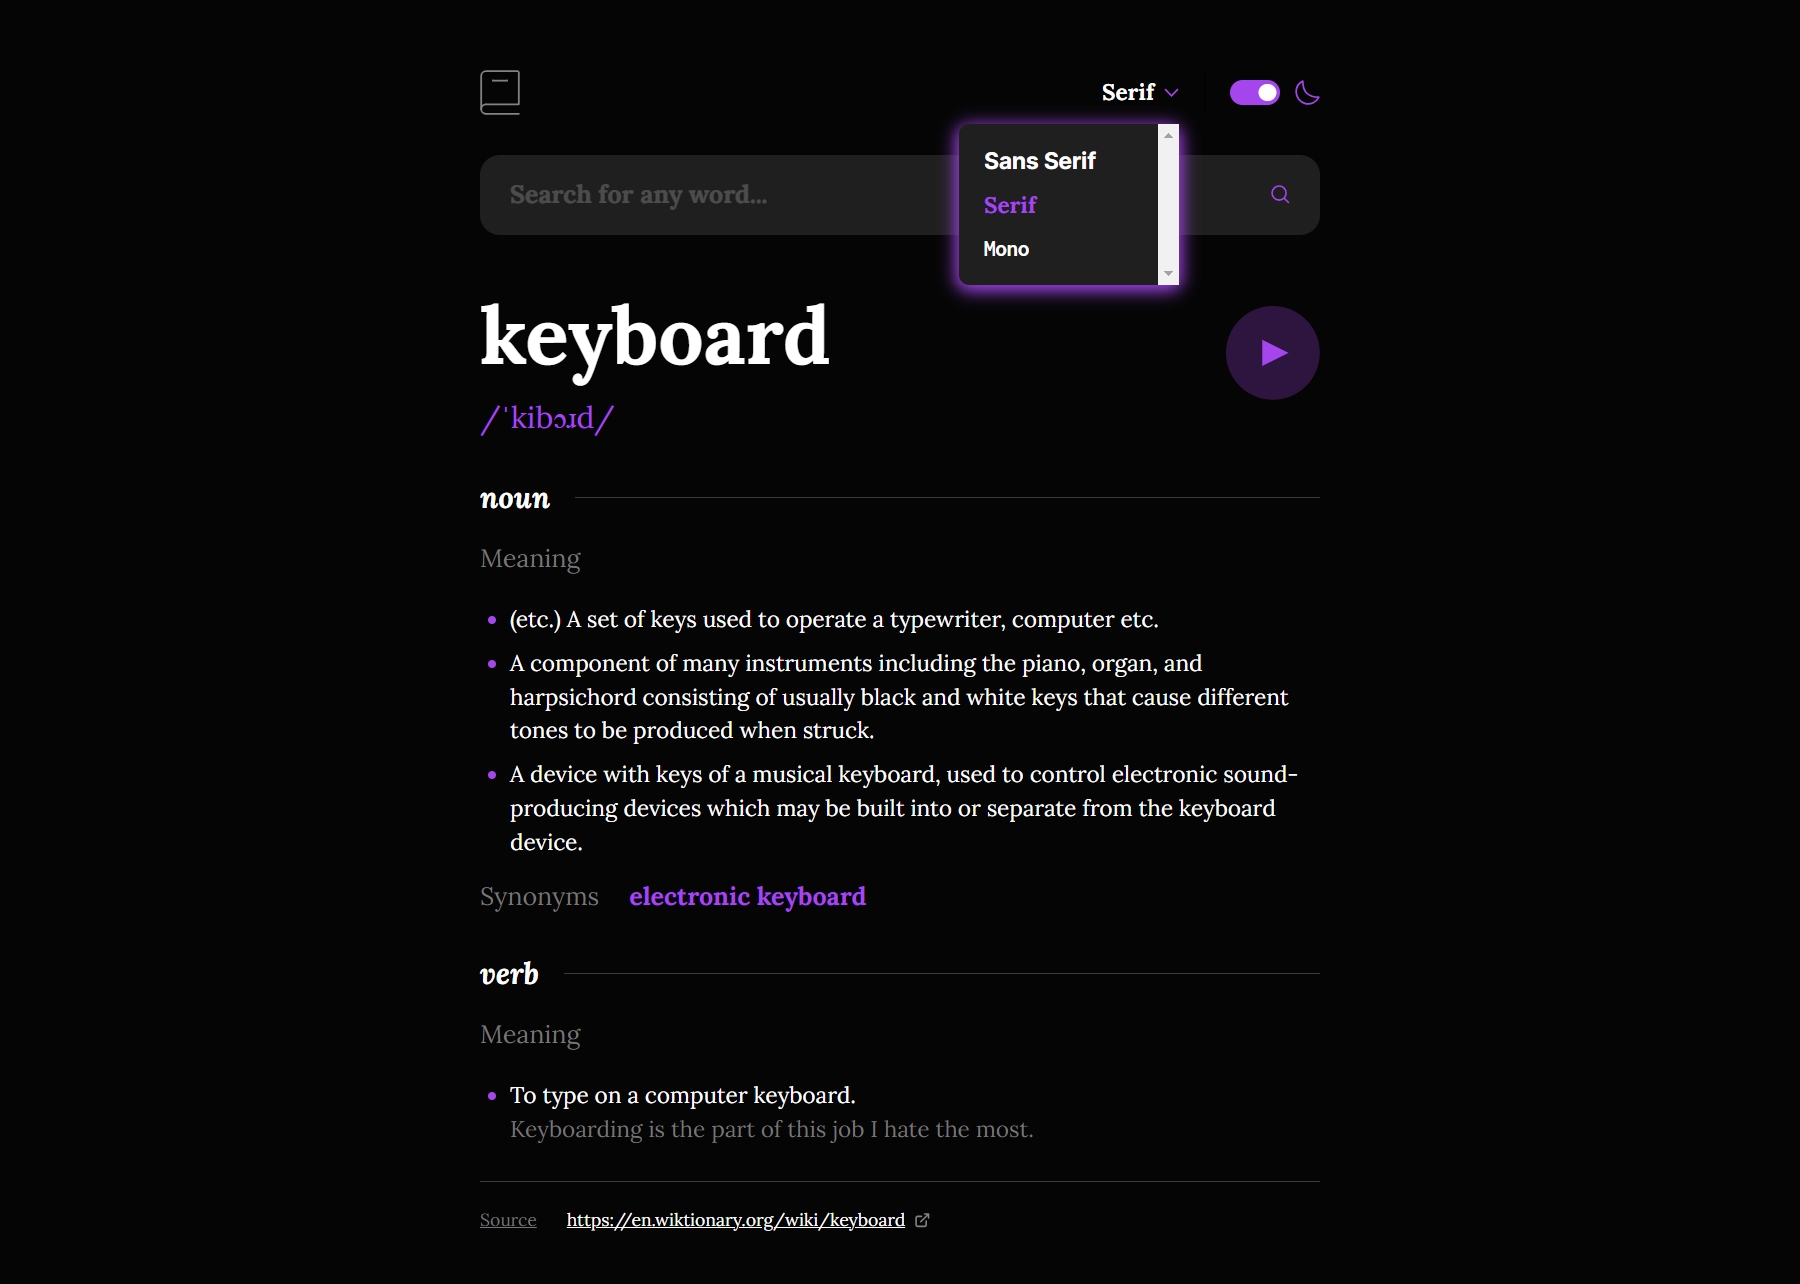 Serif
Sans Serif
Serif
Mono
Search for any word...
keyboard
/ˈkibɔɹd/
noun
Meaning
(etc.) A set of keys used to operate a typewriter, computer etc.
A component of many instruments including the piano, organ, and
harpsichord consisting of usually black and white keys that cause different
tones to be produced when struck.
A device with keys of a musical keyboard, used to control electronic sound-
producing devices which may be built into or separate from the keyboard
device.
Synonyms electronic keyboard
verb
Meaning
To type on a computer keyboard.
Keyboarding is the part of this job I hate the most.
Source https://en.wiktionary.org/wiki/keyboard